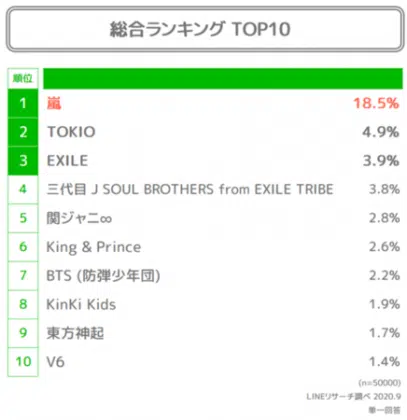 総合ランキング TOP10
順位
1 嵐 18.5%
2 TOKIO 4.9%
3 EXILE 3.9%
4 三代目 J SOUL BROTHERS from EXILE TRIBE 3.8%
5 関ジャニ∞ 2.8%
6 King & Prince 2.6%
7 BTS (防弾少年団) 2.2%
8 KinKi Kids 1.9%
9 東方神起 1.7%
10 V6 1.4%
(n=50000)
LINEリサーチ調べ 2020.9
単一回答